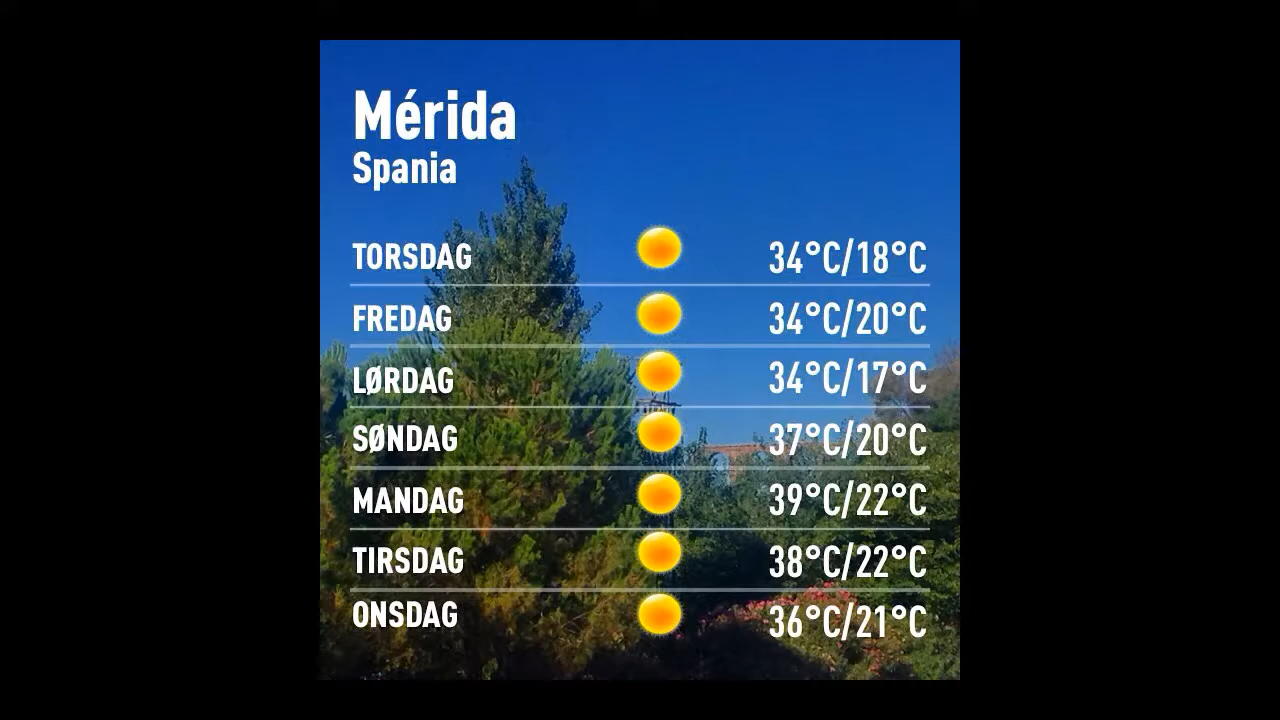 Mérida
Spania
TORSDAG 34°C/18°C
FREDAG 34°C/20°C
LØRDAG 34°C/17°C
SØNDAG 37°C/20°C
MANDAG 39°C/22°C
TIRSDAG 38°C/22°C
ONSDAG 36°C/21°C